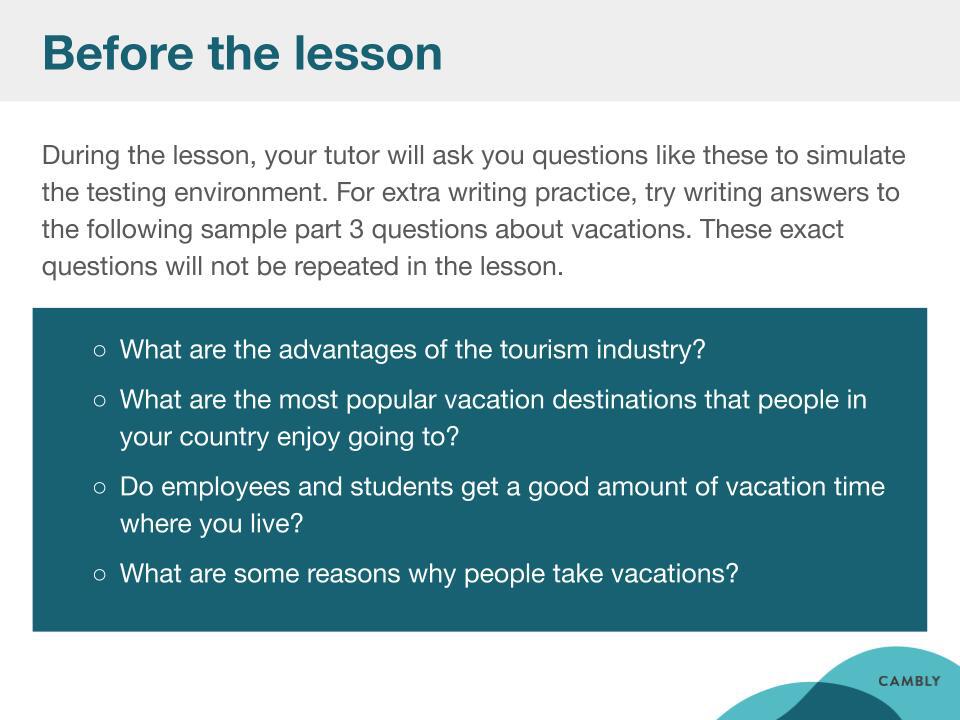 Before the lesson
During the lesson, your tutor will ask you questions like these to simulate
the testing environment. For extra writing practice, try writing answers to
the following sample part 3 questions about vacations. These exact
questions will not be repeated in the lesson.
○ What are the advantages of the tourism industry?
○ What are the most popular vacation destinations that people in
your country enjoy going to?
○ Do employees and students get a good amount of vacation time
where you live?
○ What are some reasons why people take vacations?
CAMBLY